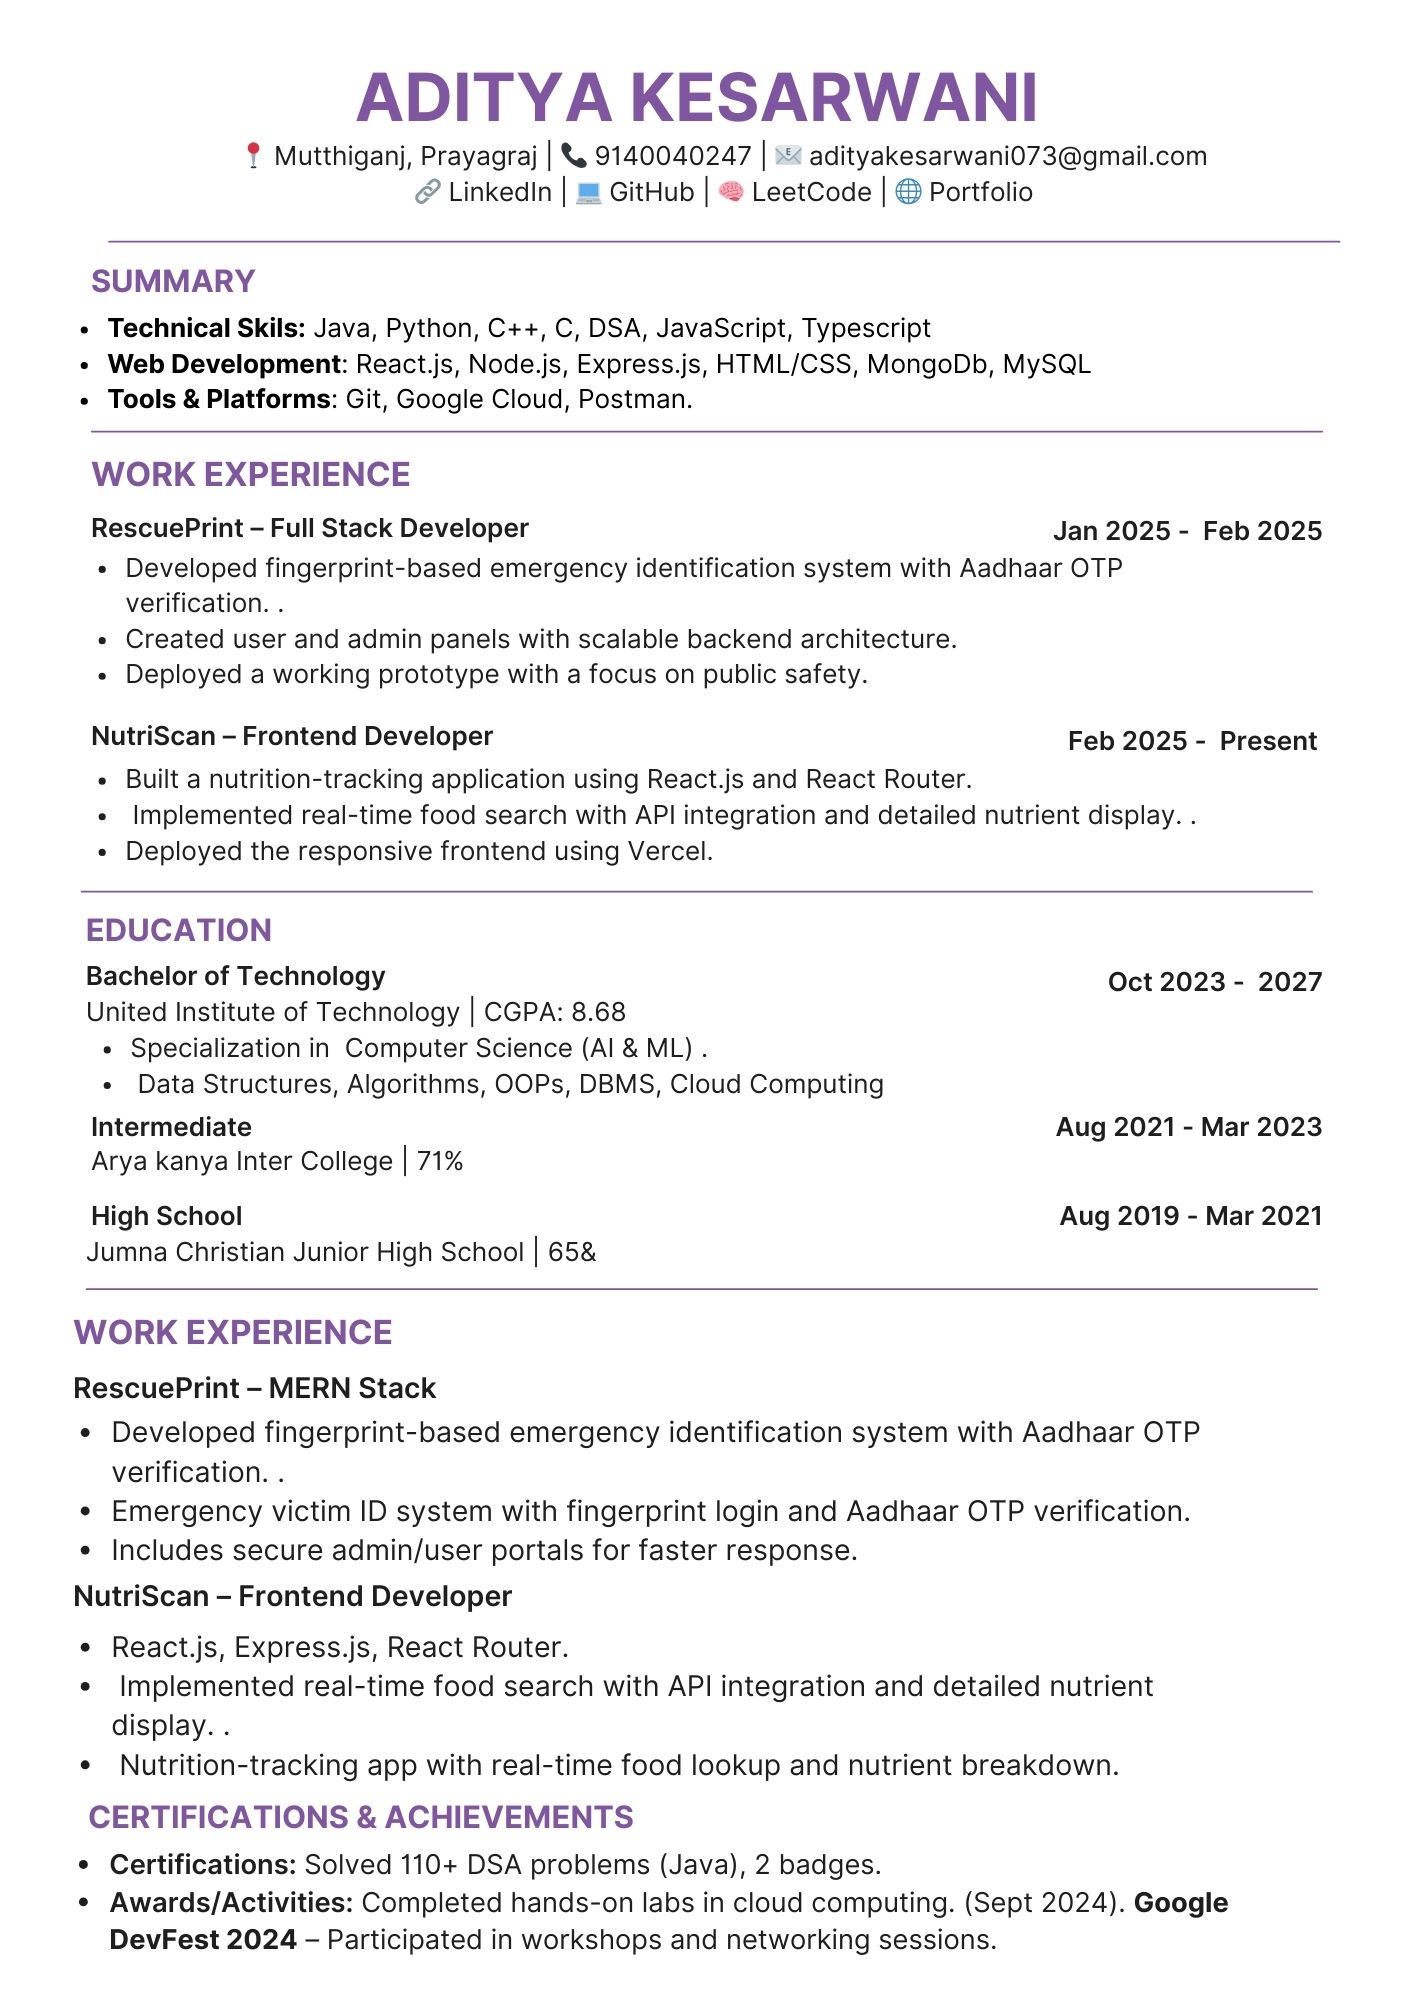 ADITYA KESARWANI
📍 Mutthiganj, Prayagraj | 📞 9140040247 | 📧 adityakesarwani073@gmail.com
🔗 LinkedIn | 💻 GitHub | 🧠 LeetCode | 🌐 Portfolio
SUMMARY
• Technical Skils: Java, Python, C++, C, DSA, JavaScript, Typescript
• Web Development: React.js, Node.js, Express.js, HTML/CSS, MongoDb, MySQL
• Tools & Platforms: Git, Google Cloud, Postman.
WORK EXPERIENCE
RescuePrint – Full Stack Developer Jan 2025 - Feb 2025
• Developed fingerprint-based emergency identification system with Aadhaar OTP
verification. .
• Created user and admin panels with scalable backend architecture.
• Deployed a working prototype with a focus on public safety.
NutriScan – Frontend Developer Feb 2025 - Present
• Built a nutrition-tracking application using React.js and React Router.
• Implemented real-time food search with API integration and detailed nutrient display. .
• Deployed the responsive frontend using Vercel.
EDUCATION
Bachelor of Technology Oct 2023 - 2027
United Institute of Technology | CGPA: 8.68
• Specialization in Computer Science (AI & ML) .
• Data Structures, Algorithms, OOPs, DBMS, Cloud Computing
Intermediate Aug 2021 - Mar 2023
Arya kanya Inter College | 71%
High School Aug 2019 - Mar 2021
Jumna Christian Junior High School | 65&
WORK EXPERIENCE
RescuePrint – MERN Stack
• Developed fingerprint-based emergency identification system with Aadhaar OTP
verification. .
• Emergency victim ID system with fingerprint login and Aadhaar OTP verification.
• Includes secure admin/user portals for faster response.
NutriScan – Frontend Developer
• React.js, Express.js, React Router.
• Implemented real-time food search with API integration and detailed nutrient
display. .
• Nutrition-tracking app with real-time food lookup and nutrient breakdown.
CERTIFICATIONS & ACHIEVEMENTS
• Certifications: Solved 110+ DSA problems (Java), 2 badges.
• Awards/Activities: Completed hands-on labs in cloud computing. (Sept 2024). Google
DevFest 2024 – Participated in workshops and networking sessions.